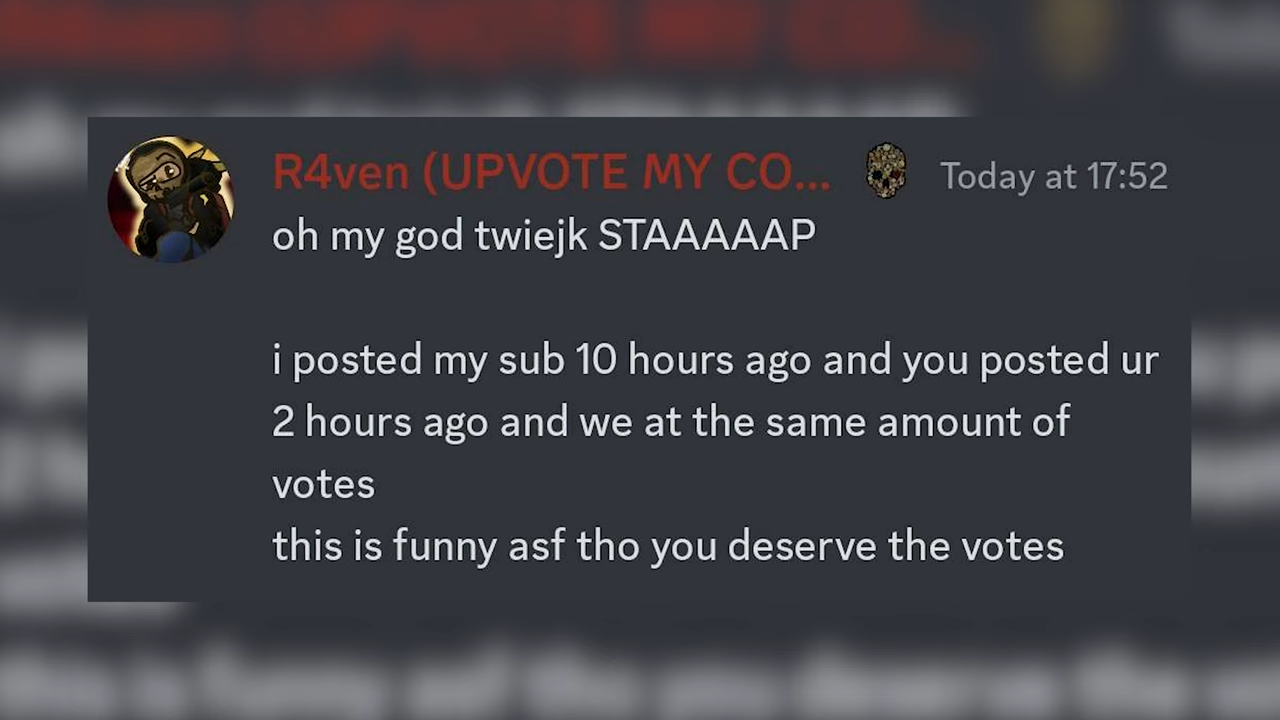 R4ven (UPVOTE MY CO... Today at 17:52
oh my god twiejk STAAAAAP
i posted my sub 10 hours ago and you posted ur
2 hours ago and we at the same amount of
votes
this is funny asf tho you deserve the votes